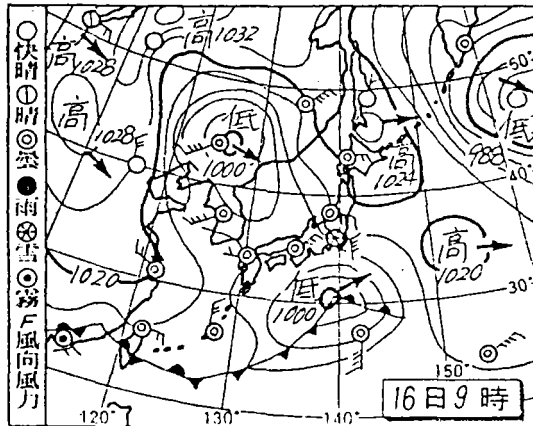 快晴
晴
曇
雨
雪
霧
F風向風力
高
1032
高
1028
高
1028
低
1000
高
1024
低
988
高
1020
1020
低
1000
50°
40°
30°
120°
130°
140°
150°
16日9時